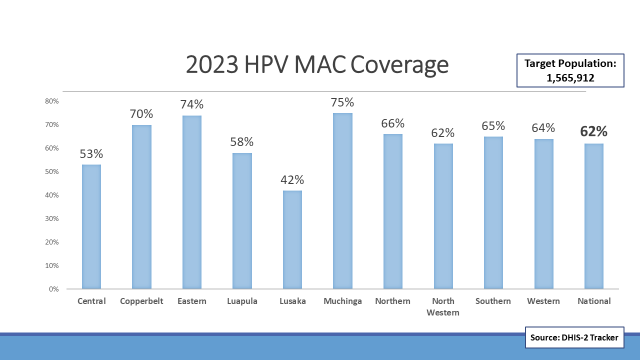 2023 HPV MAC Coverage
Target Population:
1,565,912
80%
70%
60%
50%
40%
30%
20%
10%
0%
53%
70%
74%
58%
42%
75%
66%
62%
65%
64%
62%
Central
Copperbelt
Eastern
Luapula
Lusaka
Muchinga
Northern
North
Western
Southern
Western
National
Source: DHIS-2 Tracker